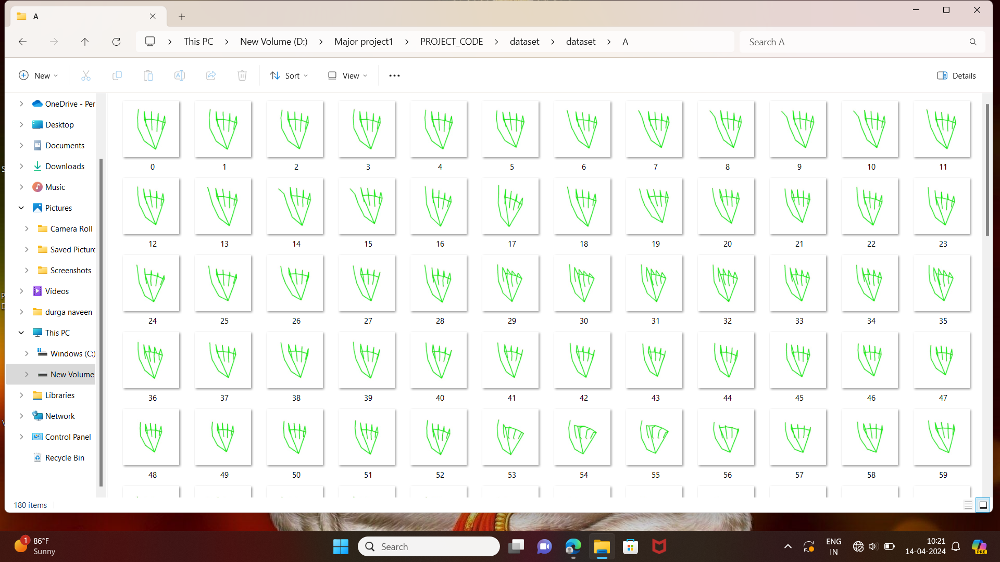 A
This PC New Volume (D:) Major project1 PROJECT_CODE dataset dataset A
Search A
New Sort View Details
OneDrive - Per
Desktop
Documents
Downloads
Music
Pictures
Camera Roll
Saved Picture
Screenshots
Videos
durga naveen
This PC
Windows (C:)
New Volume
Libraries
Network
Control Panel
Recycle Bin
0 1 2 3 4 5 6 7 8 9 10 11
12 13 14 15 16 17 18 19 20 21 22 23
24 25 26 27 28 29 30 31 32 33 34 35
36 37 38 39 40 41 42 43 44 45 46 47
48 49 50 51 52 53 54 55 56 57 58 59
180 items
1
86°F
Sunny
Search
ENG
IN
10:21
14-04-2024
PRE